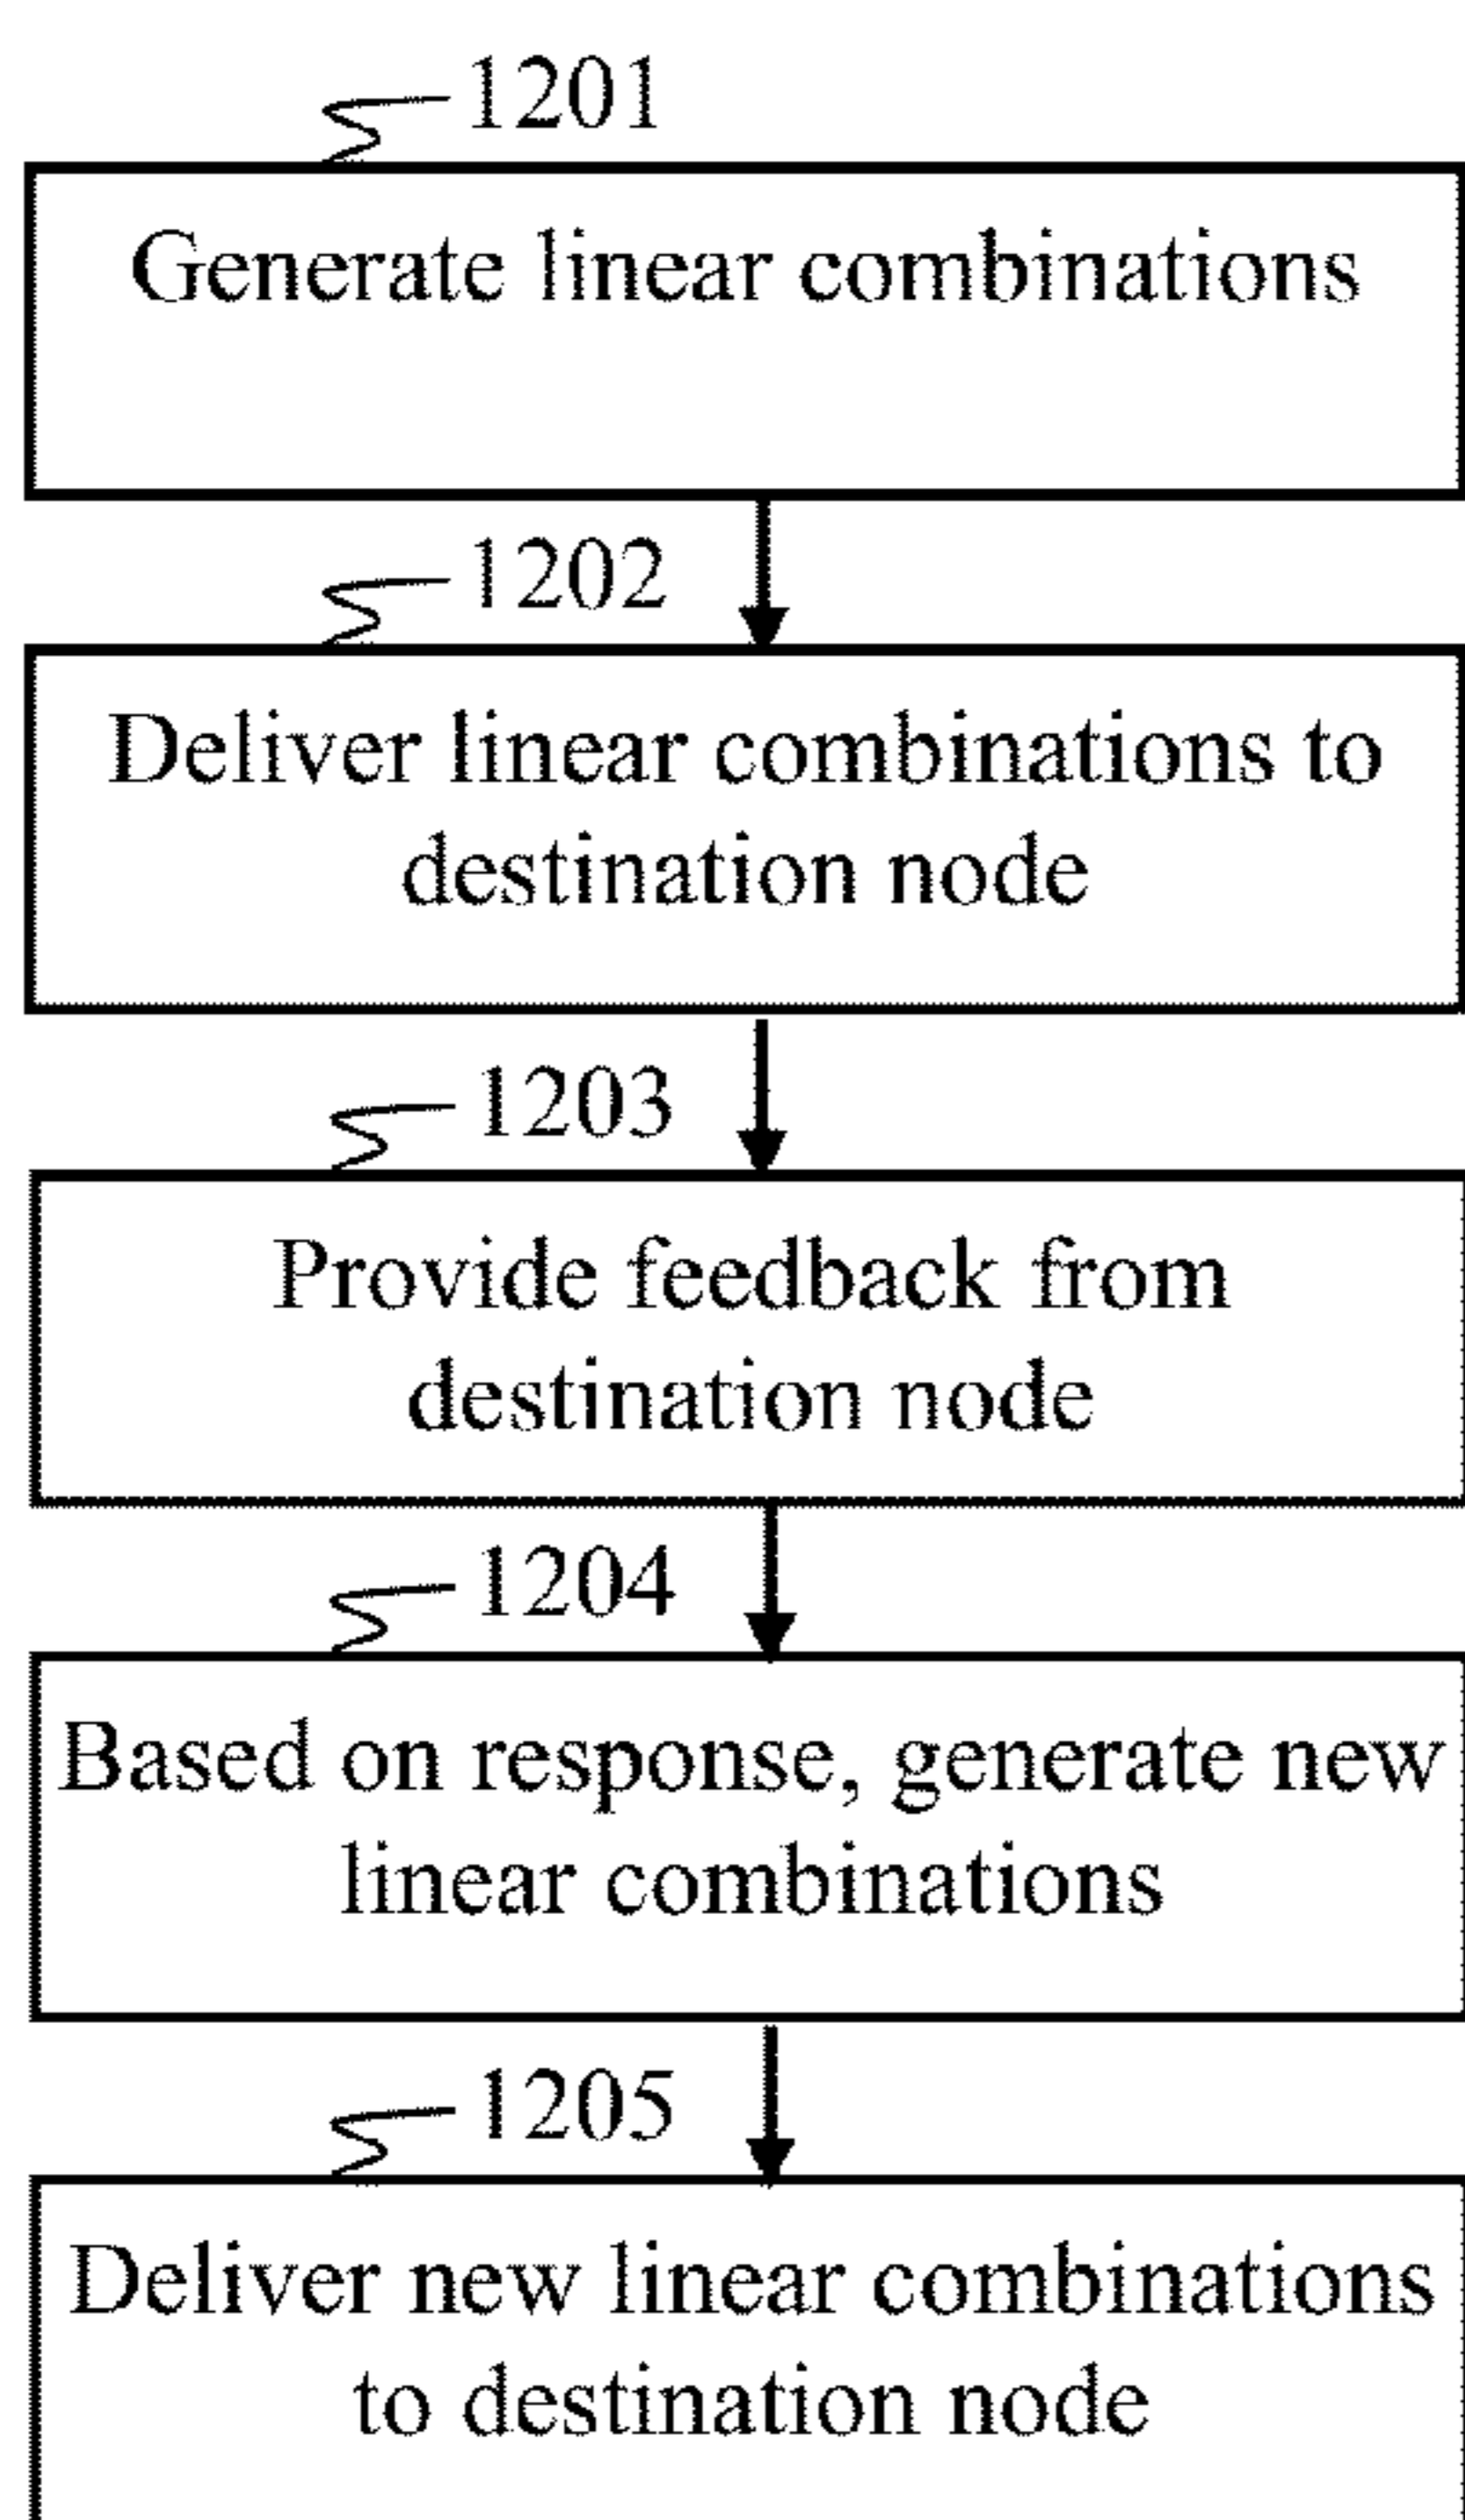 1201
Generate linear combinations
1202
Deliver linear combinations to
destination node
1203
Provide feedback from
destination node
1204
Based on response, generate new
linear combinations
1205
Deliver new linear combinations
to destination node